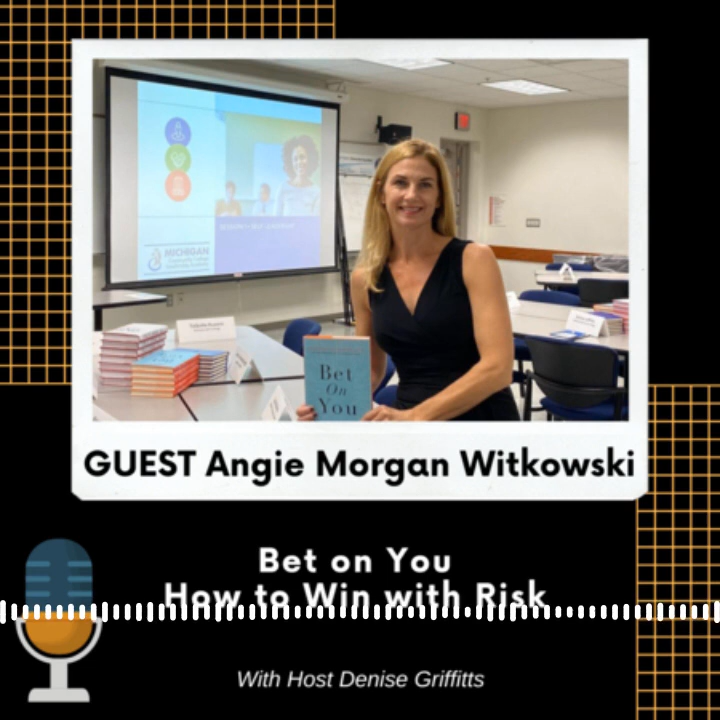 MICHIGAN
Bet
On
You
GUEST Angie Morgan Witkowski
Bet on You
How to Win with Risk
With Host Denise Griffitts